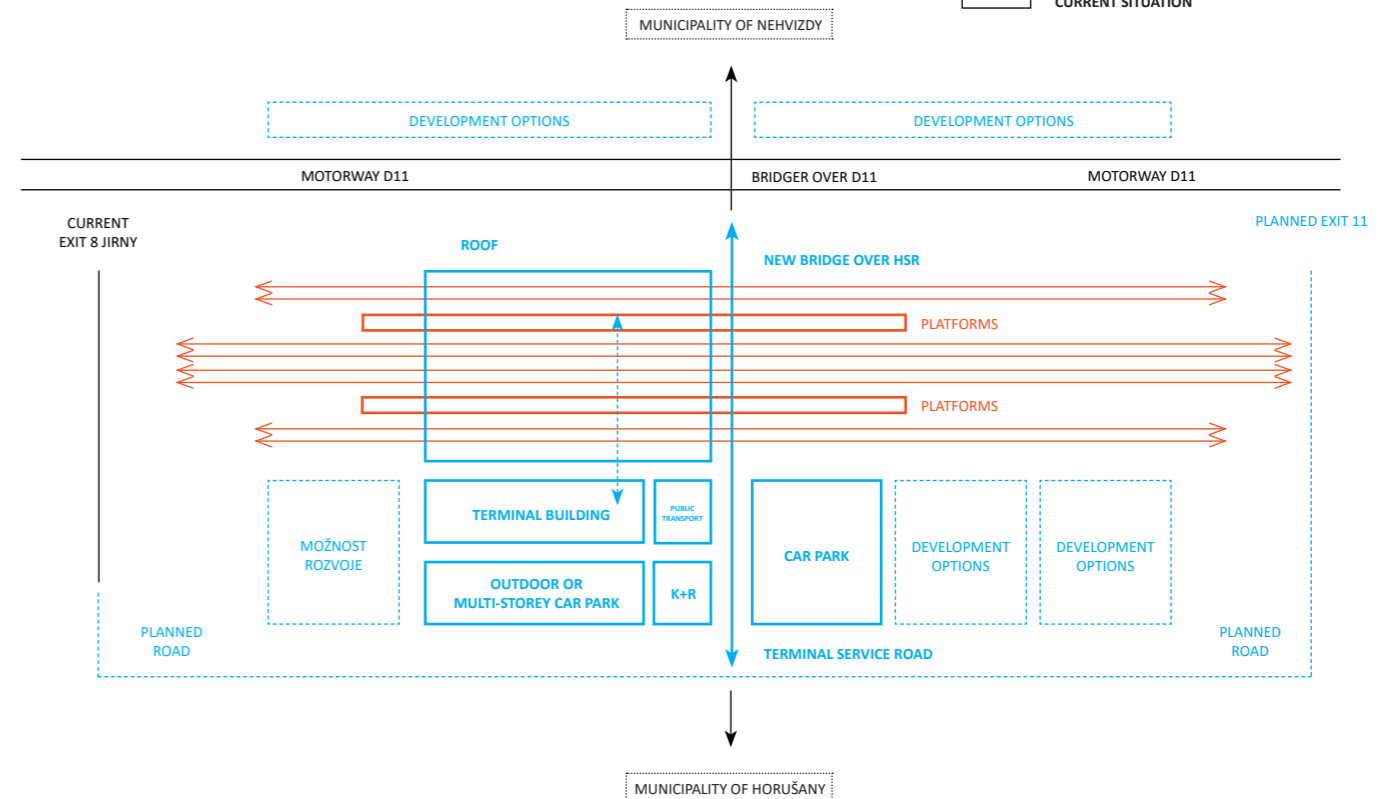 CURRENT SITUATION
MUNICIPALITY OF NEHVIZDY
DEVELOPMENT OPTIONS
DEVELOPMENT OPTIONS
MOTORWAY D11
BRIDGER OVER D11
MOTORWAY D11
CURRENT
EXIT 8 JIRNY
PLANNED EXIT 11
ROOF
NEW BRIDGE OVER HSR
PLATFORMS
PLATFORMS
TERMINAL BUILDING
PUBLIC
TRANSPORT
MOŽNOST
ROZVOJE
CAR PARK
DEVELOPMENT
OPTIONS
DEVELOPMENT
OPTIONS
OUTDOOR OR
MULTI-STOREY CAR PARK
K+R
PLANNED
ROAD
PLANNED
ROAD
TERMINAL SERVICE ROAD
MUNICIPALITY OF HORUŠANY